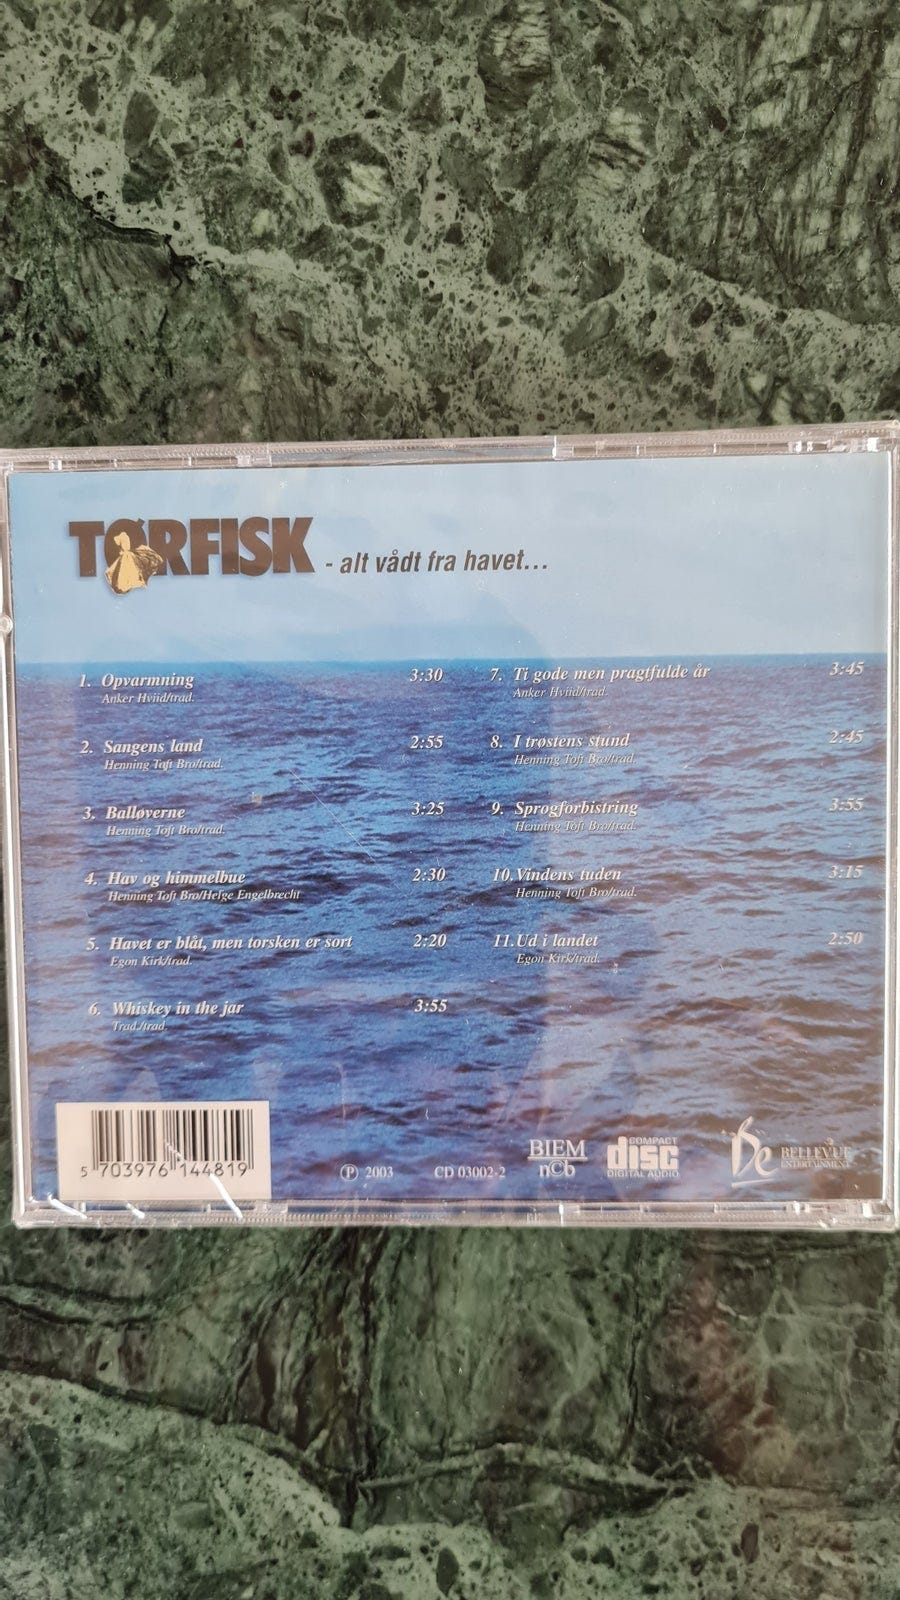 TØRFISK - alt vådt fra havet...
1. Opvarmning 3:30
Anker Hviid/trad.
2. Sangens land 2:55
Henning Toft Bro/trad.
3. Balløverne 3:25
Henning Toft Bro/trad.
4. Hav og himmelbue 2:30
Henning Toft Bro/Helge Engelbrecht
5. Havet er blåt, men torsken er sort 2:20
Egon Kirk/trad.
6. Whiskey in the jar 3:55
Trad./trad.
7. Ti gode men pragtfulde år 3:45
Anker Hviid/trad.
8. I trøstens stund 2:45
Henning Toft Bro/trad.
9. Sprogforbistring 3:55
Henning Toft Bro/trad.
10. Vindens tuden 3:15
Henning Toft Bro/trad.
11. Ud i landet 2:50
Egon Kirk/trad.
5 703976 144819
℗ 2003
CD 03002-2
BIEM
n©b
COMPACT
disc
DIGITAL AUDIO
Be
BELLEVUE
ENTERTAINMENT